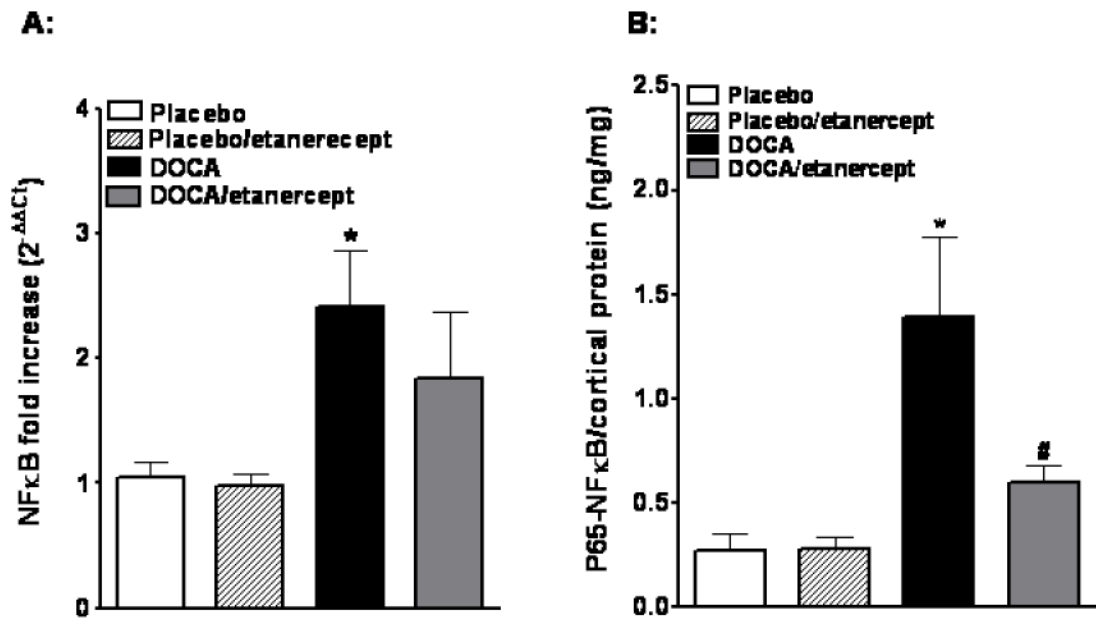 A:
NFκB fold increase (2^-ΔΔCt)
4
3
2
1
0
Placebo
Placebo/etanerecept
DOCA
DOCA/etanercept
*
B:
P65-NFκB/cortical protein (ng/mg)
2.5
2.0
1.5
1.0
0.5
0.0
Placebo
Placebo/etanercept
DOCA
DOCA/etanercept
*
#